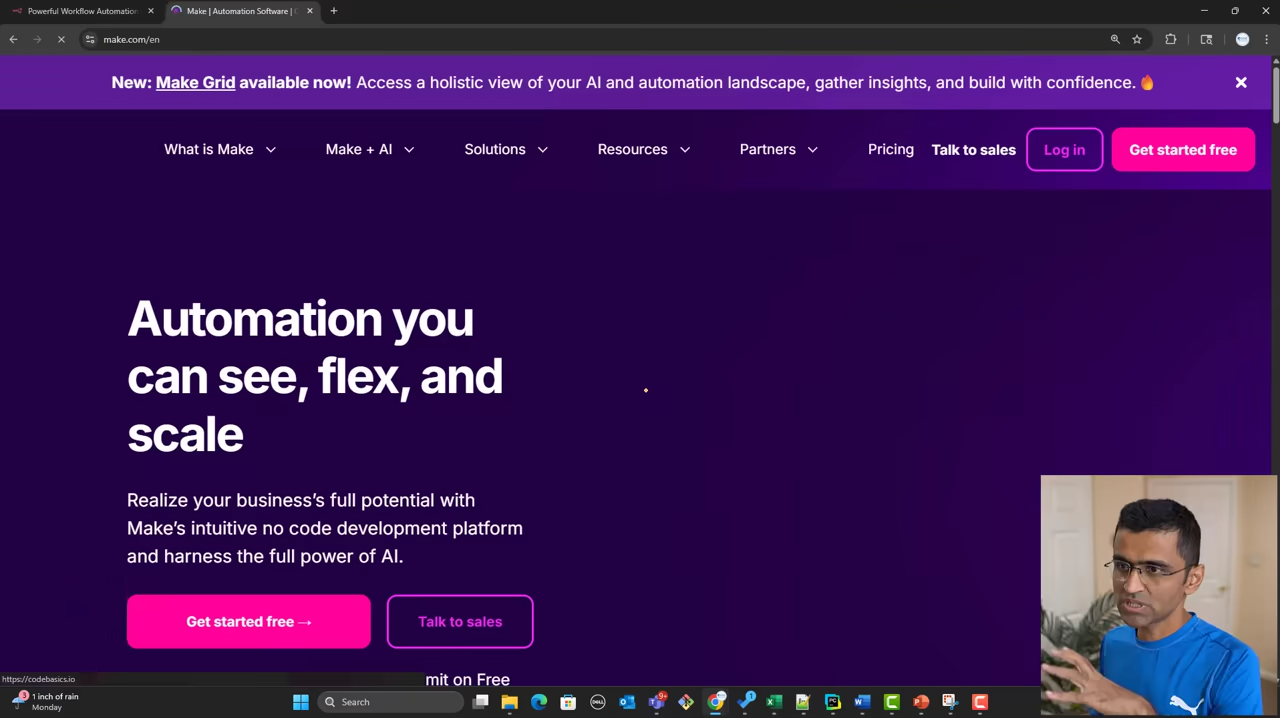 Powerful Workflow Automation
Make | Automation Software |
make.com/en
New: Make Grid available now! Access a holistic view of your AI and automation landscape, gather insights, and build with confidence. 🔥
What is Make
Make + AI
Solutions
Resources
Partners
Pricing
Talk to sales
Log in
Get started free
Automation you
can see, flex, and
scale
Realize your business’s full potential with
Make’s intuitive no code development platform
and harness the full power of AI.
Get started free →
Talk to sales
mit on Free
https://codebasics.io
3
1 inch of rain
Monday
Search
DELL
9+
1